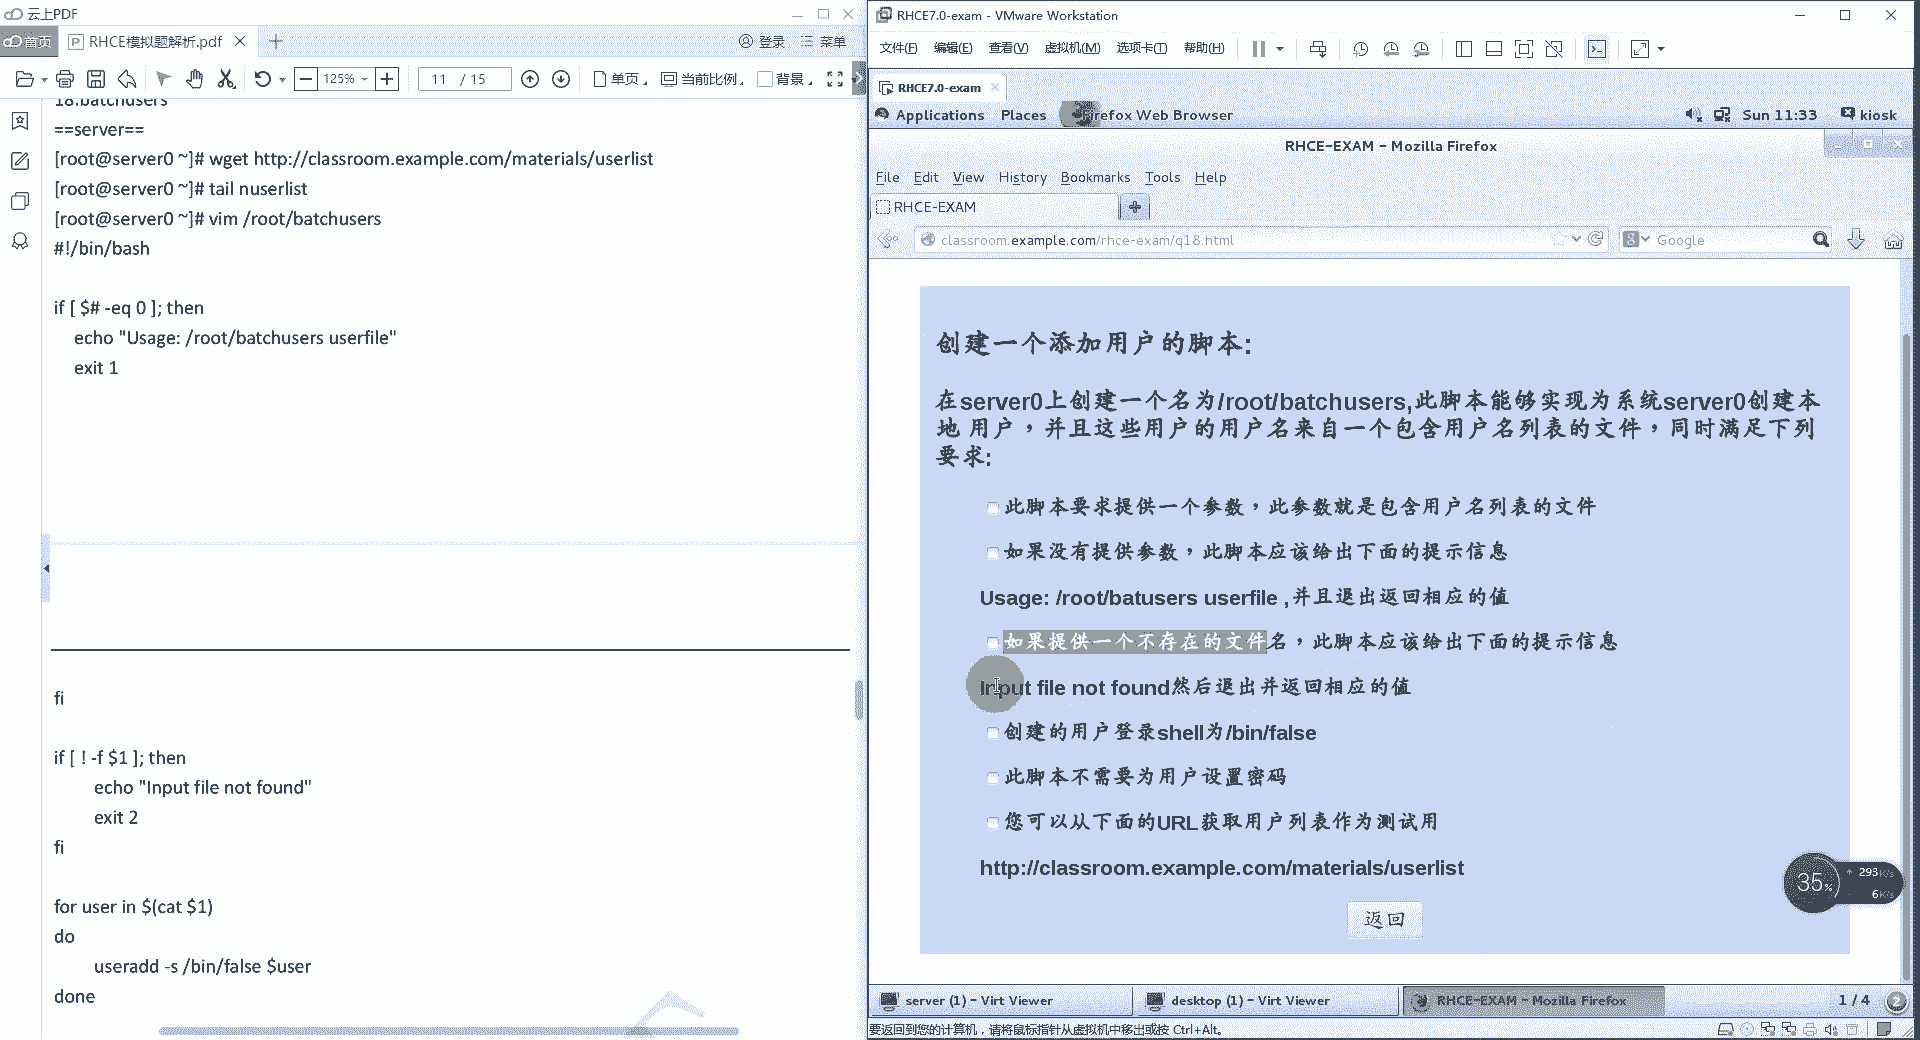 云上PDF
首页
RHCE模拟题解析.pdf
登录
菜单
125%
11 / 15
单页
当前比例
背景
18.batchusers
==server==
[root@server0 ~]# wget http://classroom.example.com/materials/userlist
[root@server0 ~]# tail nuserlist
[root@server0 ~]# vim /root/batchusers
#!/bin/bash
if [ $# -eq 0 ]; then
echo "Usage: /root/batchusers userfile"
exit 1
fi
if [ ! -f $1 ]; then
echo "Input file not found"
exit 2
fi
for user in $(cat $1)
do
useradd -s /bin/false $user
done
RHCE7.0-exam - VMware Workstation
文件(F) 编辑(E) 查看(V) 虚拟机(M) 选项卡(T) 帮助(H)
RHCE7.0-exam
Applications Places Firefox Web Browser Sun 11:33 kiosk
RHCE-EXAM - Mozilla Firefox
File Edit View History Bookmarks Tools Help
RHCE-EXAM
classroom.example.com/rhce-exam/q18.html
Google
创建一个添加用户的脚本:
在server0上创建一个名为/root/batchusers,此脚本能够实现为系统server0创建本
地 用户，并且这些用户的用户名来自一个包含用户名列表的文件，同时满足下列
要求:
此脚本要求提供一个参数，此参数就是包含用户名列表的文件
如果没有提供参数，此脚本应该给出下面的提示信息
Usage: /root/batusers userfile ,并且退出返回相应的值
如果提供一个不存在的文件名，此脚本应该给出下面的提示信息
Input file not found然后退出并返回相应的值
创建的用户登录shell为/bin/false
此脚本不需要为用户设置密码
您可以从下面的URL获取用户列表作为测试用
http://classroom.example.com/materials/userlist
返回
35%
293K/s
6K/s
server (1) - Virt Viewer
desktop (1) - Virt Viewer
RHCE-EXAM - Mozilla Firefox
1 / 4
2
要返回到您的计算机，请将鼠标指针从虚拟机中移出或按 Ctrl+Alt。